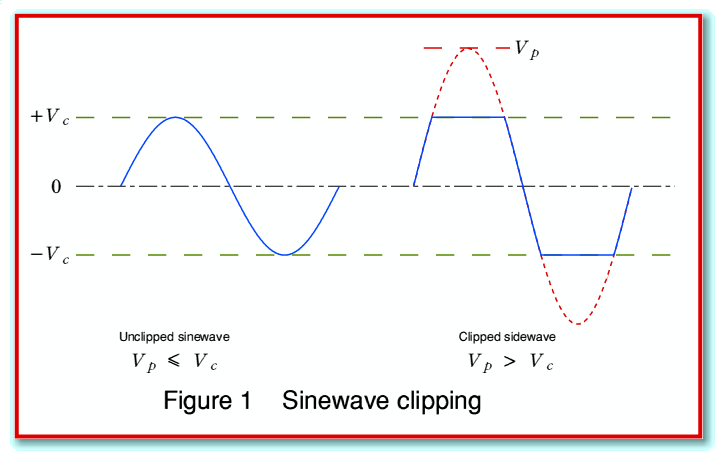 V_p
+V_c
0
−V_c
Unclipped sinewave
V_p ⩽ V_c
Clipped sidewave
V_p > V_c
Figure 1 Sinewave clipping